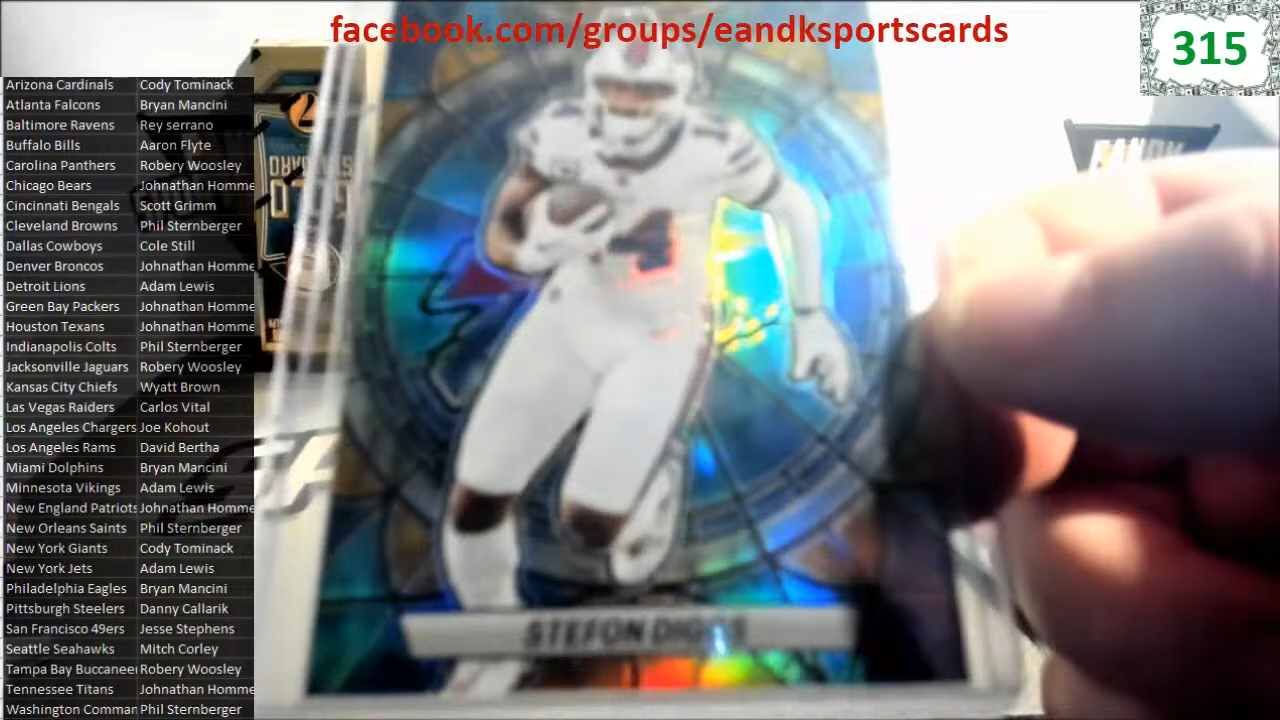 facebook.com/groups/eandksportscards
315
Arizona Cardinals Cody Tominack
Atlanta Falcons Bryan Mancini
Baltimore Ravens Rey serrano
Buffalo Bills Aaron Flyte
Carolina Panthers Robery Woosley
Chicago Bears Johnathan Homme
Cincinnati Bengals Scott Grimm
Cleveland Browns Phil Sternberger
Dallas Cowboys Cole Still
Denver Broncos Johnathan Homme
Detroit Lions Adam Lewis
Green Bay Packers Johnathan Homme
Houston Texans Johnathan Homme
Indianapolis Colts Phil Sternberger
Jacksonville Jaguars Robery Woosley
Kansas City Chiefs Wyatt Brown
Las Vegas Raiders Carlos Vital
Los Angeles Chargers Joe Kohout
Los Angeles Rams David Bertha
Miami Dolphins Bryan Mancini
Minnesota Vikings Adam Lewis
New England Patriots Johnathan Homme
New Orleans Saints Phil Sternberger
New York Giants Cody Tominack
New York Jets Adam Lewis
Philadelphia Eagles Bryan Mancini
Pittsburgh Steelers Danny Callarik
San Francisco 49ers Jesse Stephens
Seattle Seahawks Mitch Corley
Tampa Bay Buccanee Robery Woosley
Tennessee Titans Johnathan Homme
Washington Comman Phil Sternberger
STEFON DIGGS